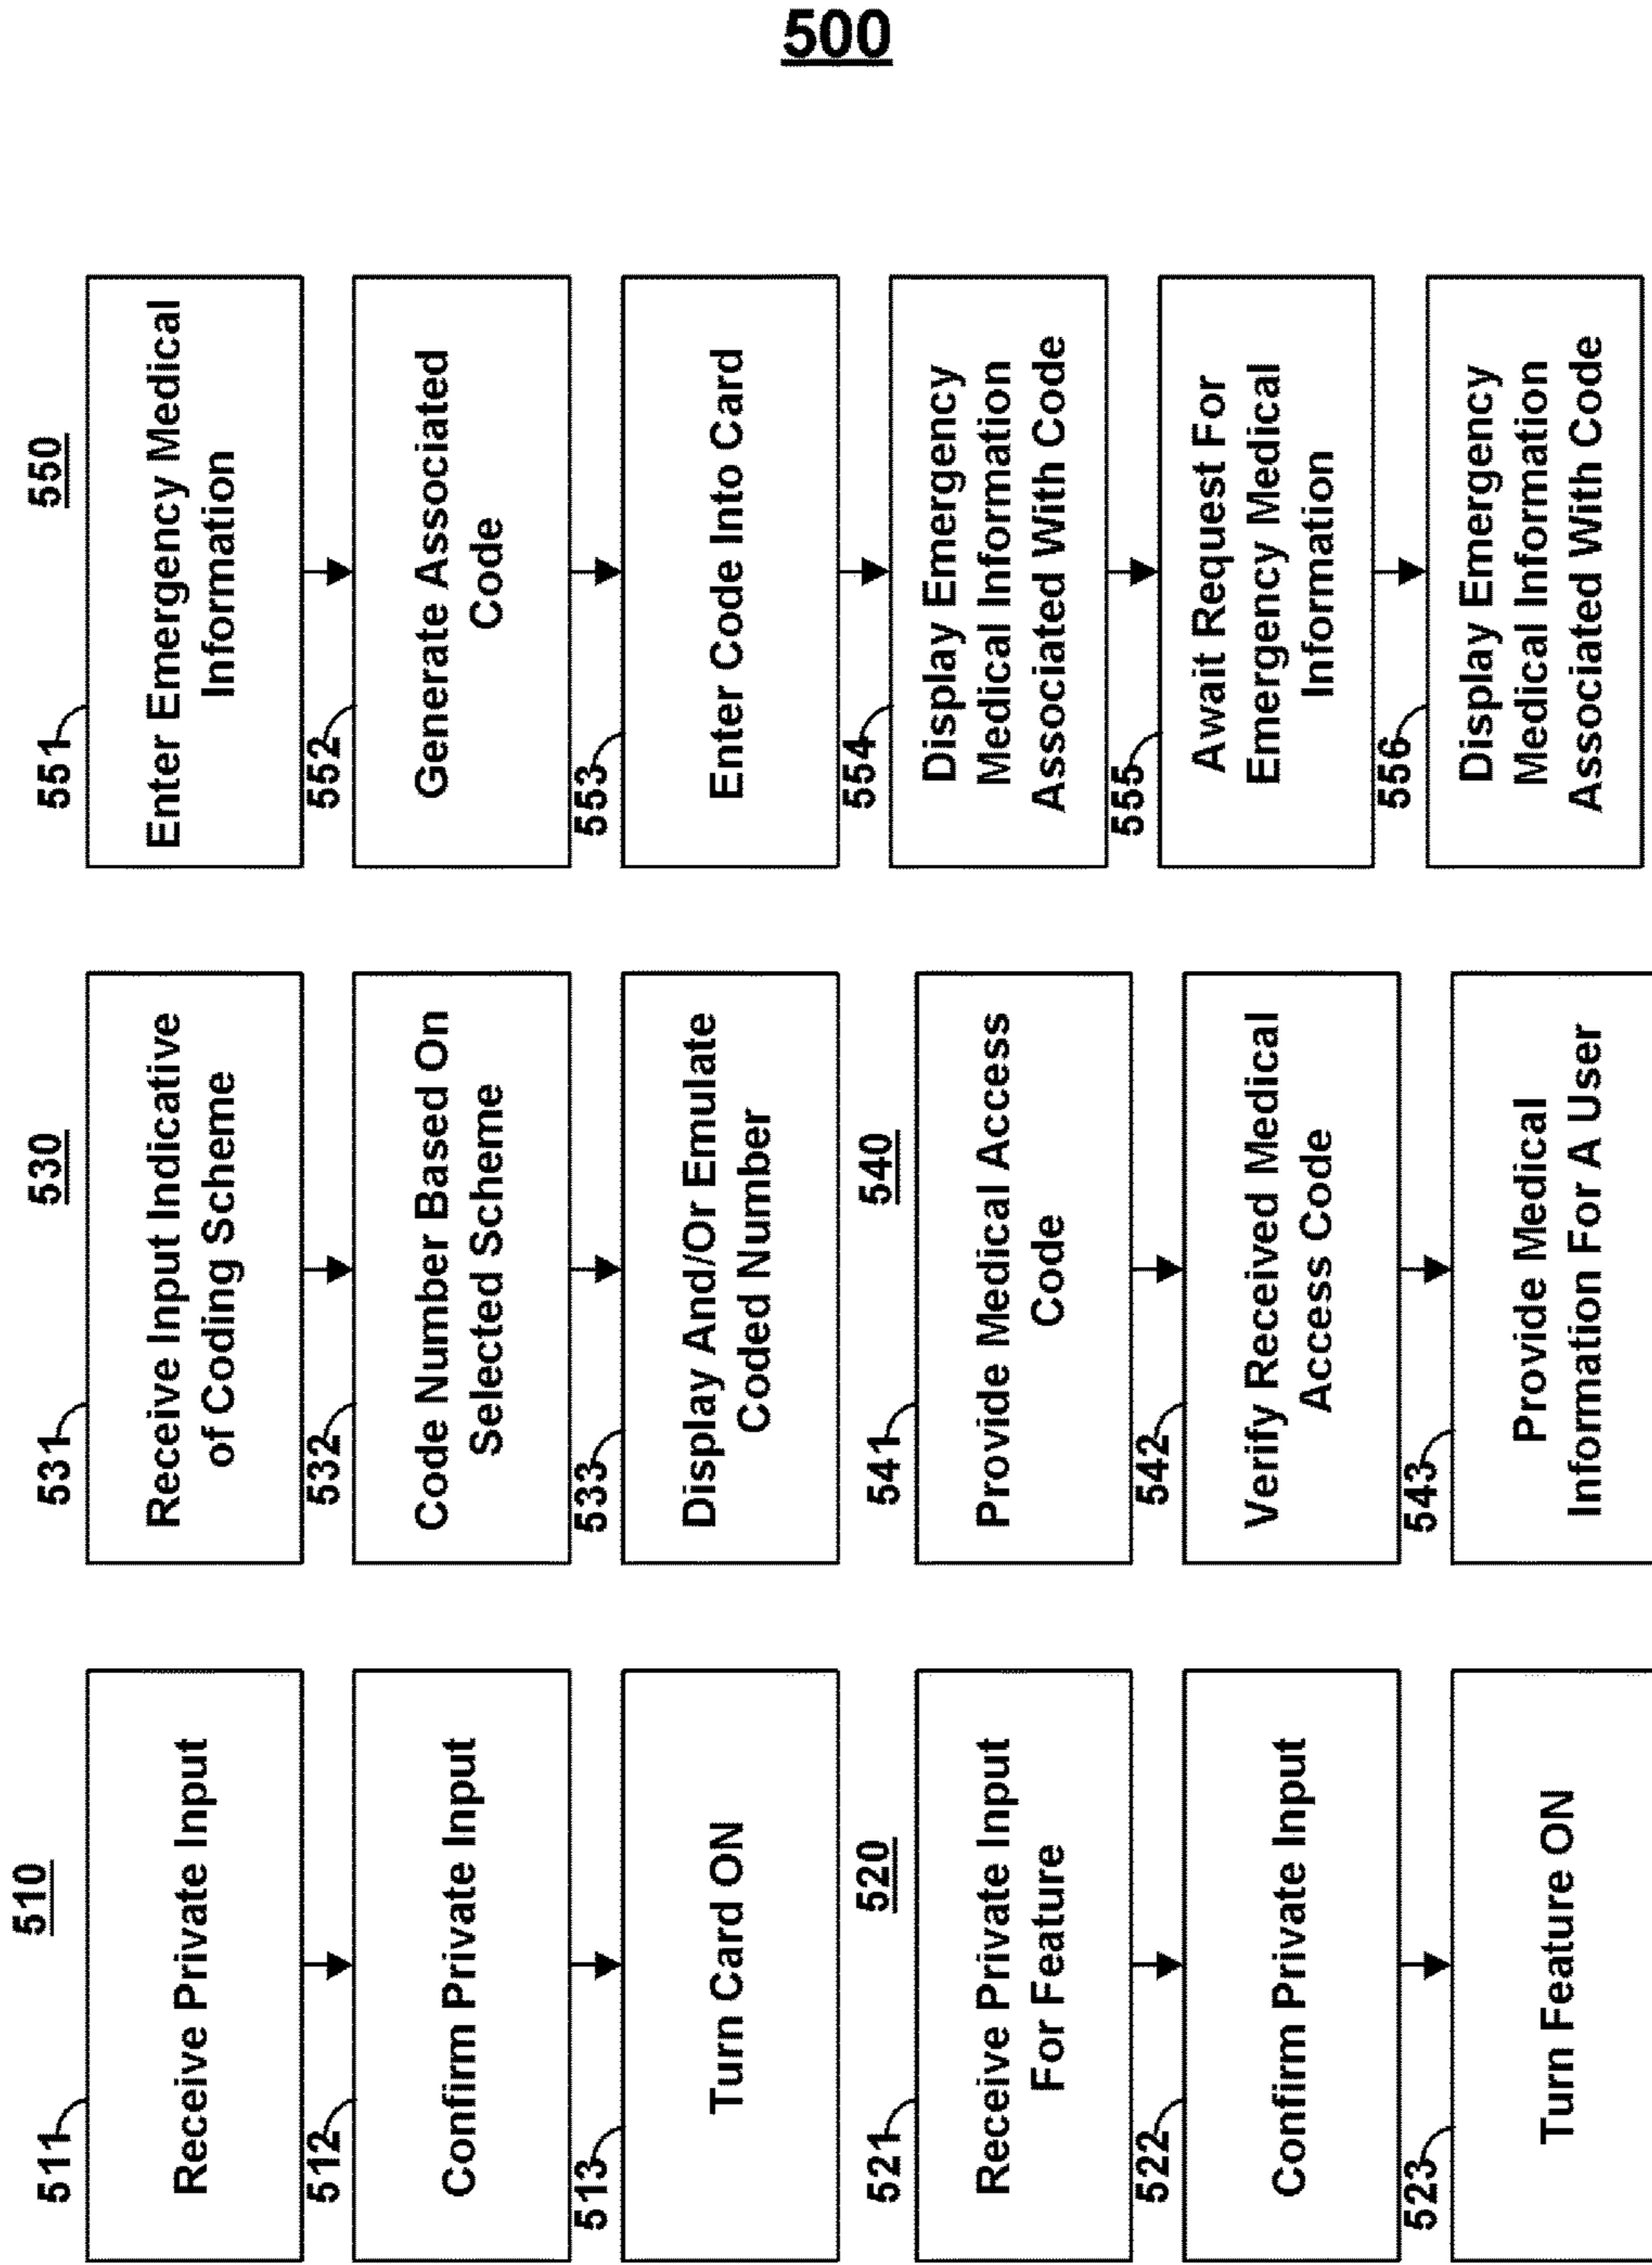 500
510
511
Receive Private Input
512
Confirm Private Input
513
Turn Card ON
520
521
Receive Private Input
For Feature
522
Confirm Private Input
523
Turn Feature ON
530
531
Receive Input Indicative
of Coding Scheme
532
Code Number Based On
Selected Scheme
533
Display And/Or Emulate
Coded Number
540
541
Provide Medical Access
Code
542
Verify Received Medical
Access Code
543
Provide Medical
Information For A User
550
551
Enter Emergency Medical
Information
552
Generate Associated
Code
553
Enter Code Into Card
554
Display Emergency
Medical Information
Associated With Code
555
Await Request For
Emergency Medical
Information
556
Display Emergency
Medical Information
Associated With Code